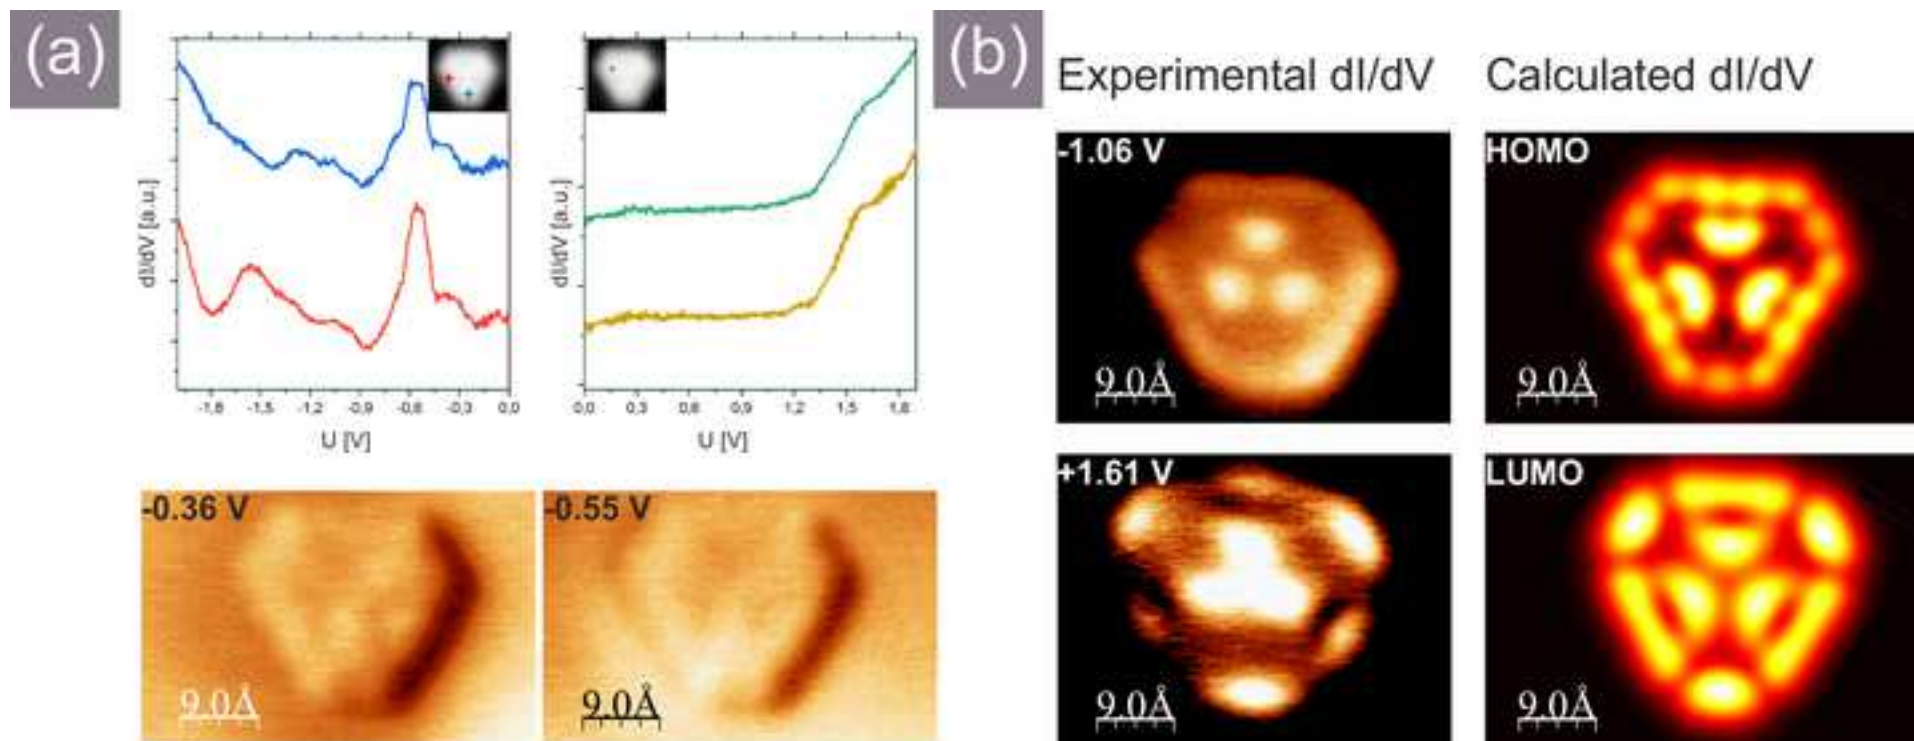 (a)
dI/dV [a.u.]
-1,8 -1,5 -1,2 -0,9 -0,6 -0,3 0,0
U [V]
dI/dV [a.u.]
0,0 0,3 0,6 0,9 1,2 1,5 1,8
U [V]
-0.36 V
9.0Å
-0.55 V
9.0Å
(b)
Experimental dI/dV
Calculated dI/dV
-1.06 V
9.0Å
HOMO
9.0Å
+1.61 V
9.0Å
LUMO
9.0Å